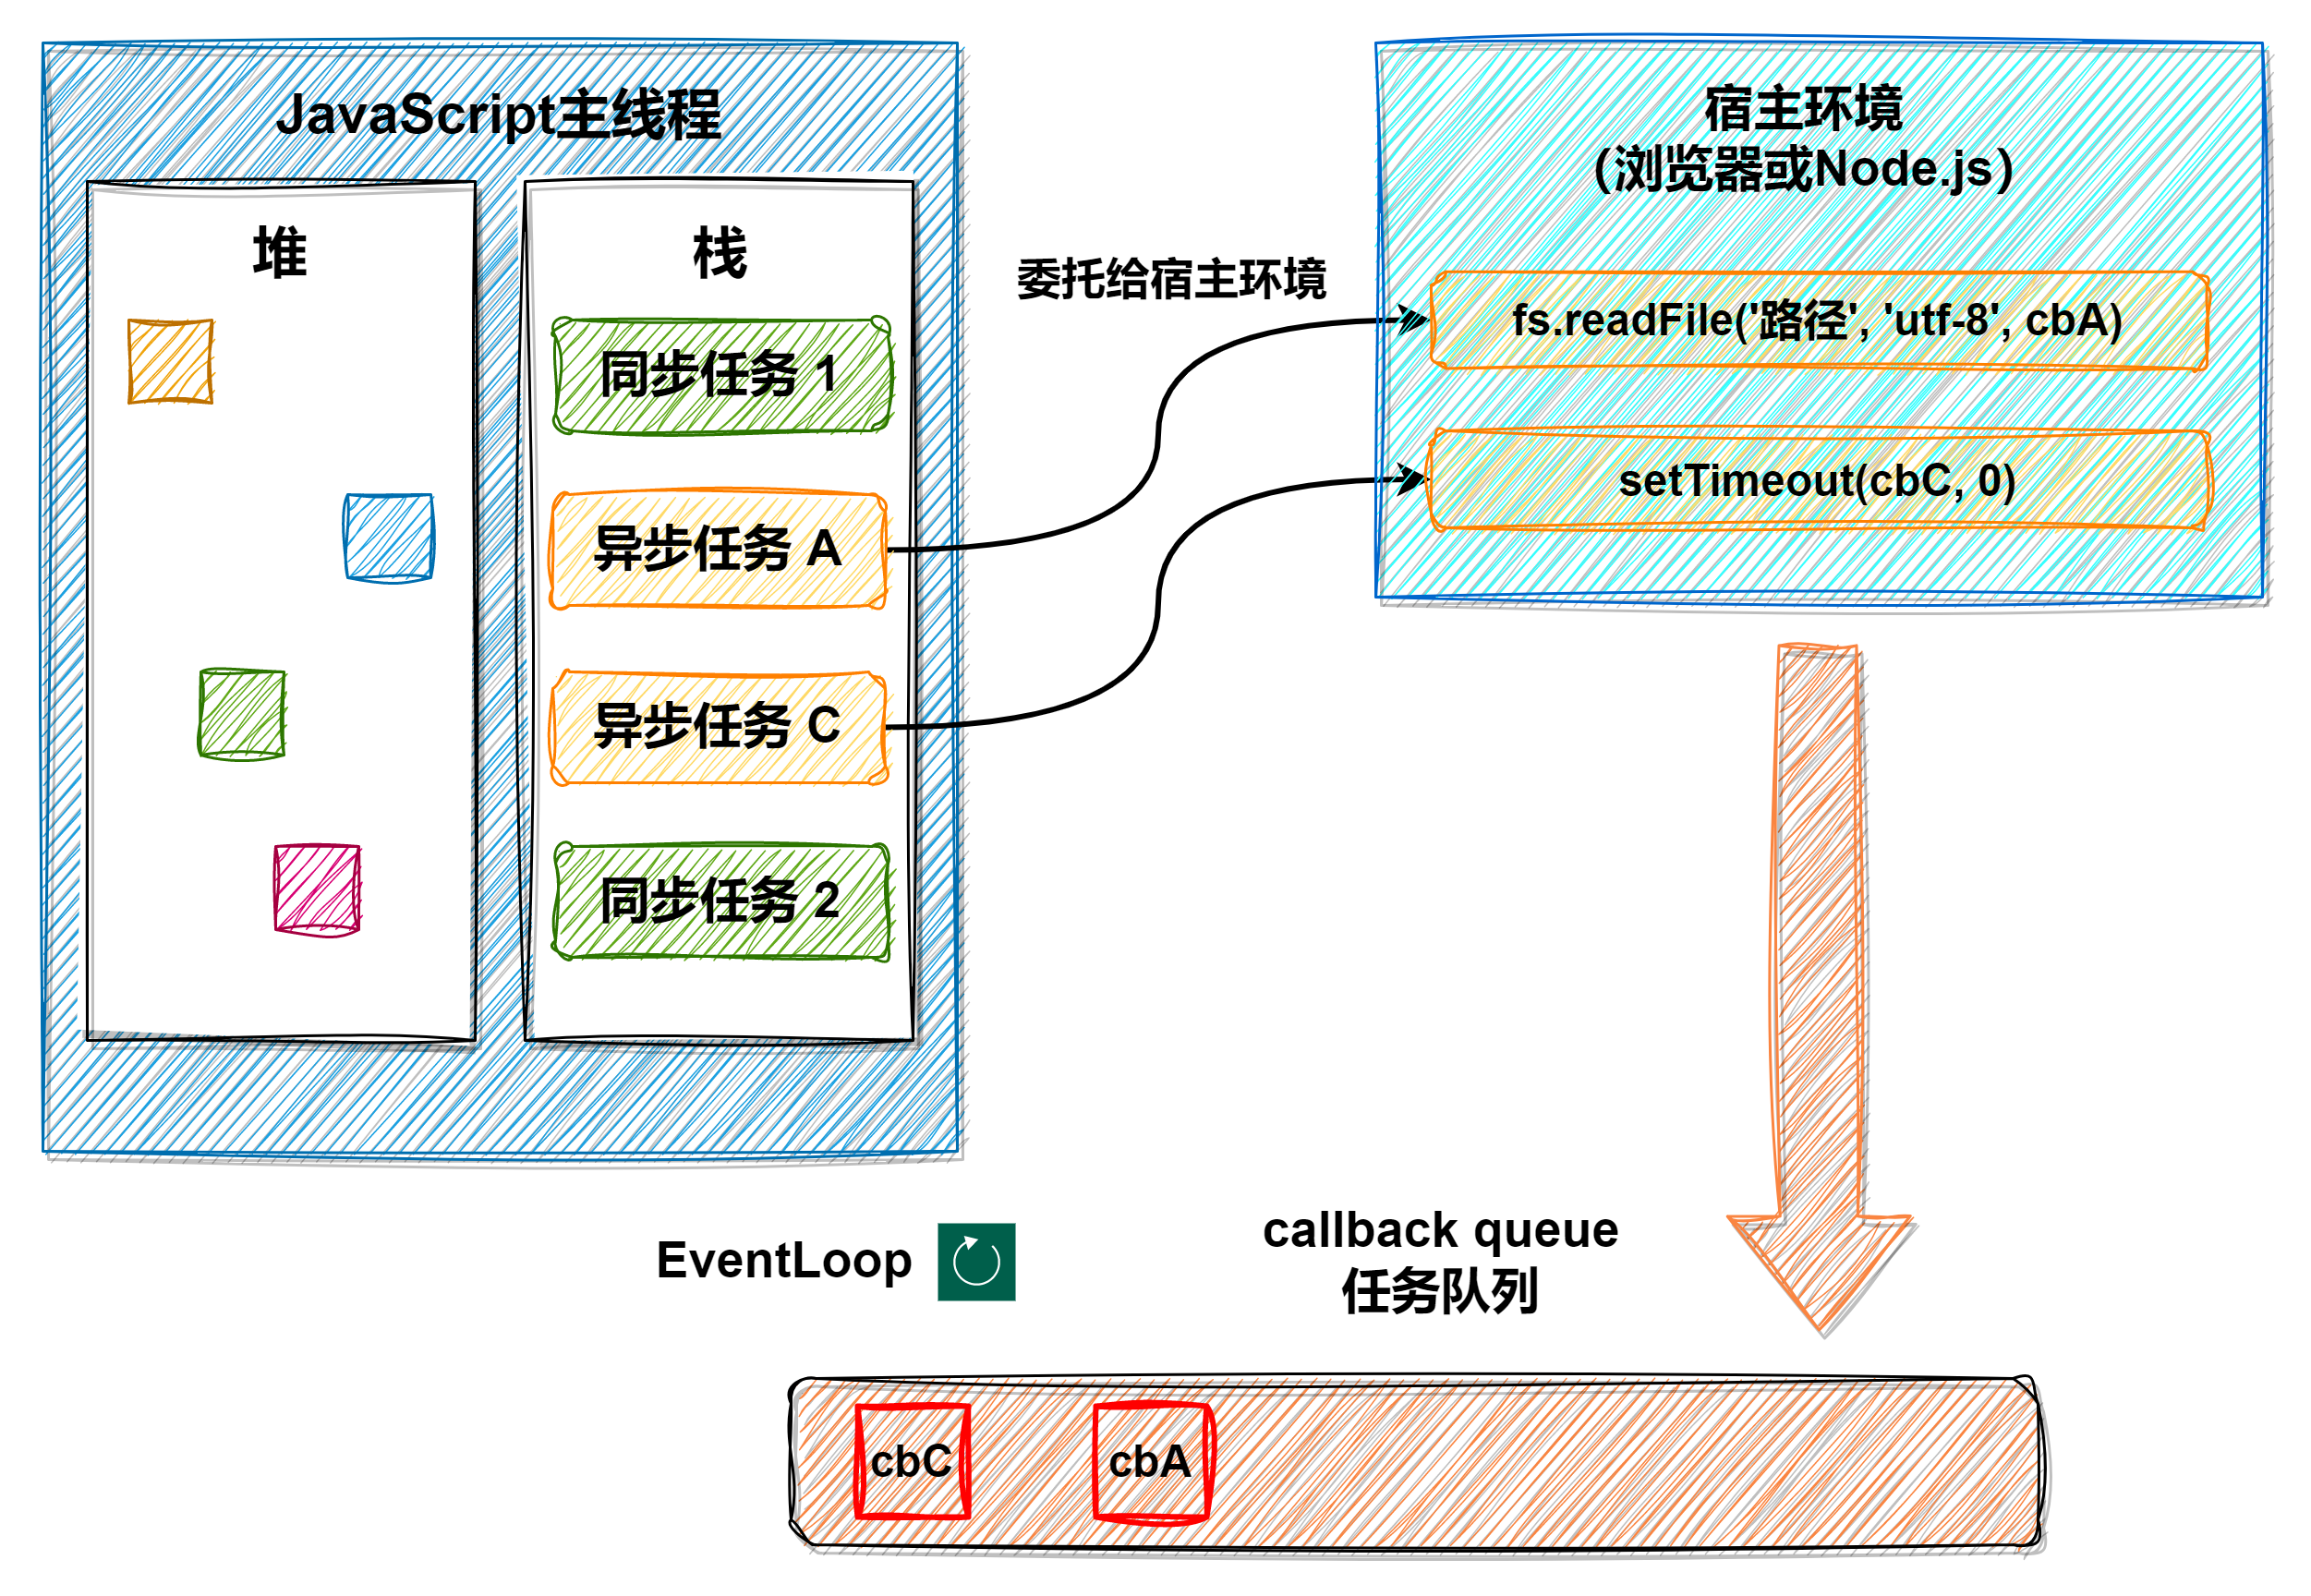 JavaScript主线程
堆
栈
同步任务 1
异步任务 A
异步任务 C
同步任务 2
委托给宿主环境
宿主环境
（浏览器或Node.js）
fs.readFile('路径', 'utf-8', cbA)
setTimeout(cbC, 0)
EventLoop
callback queue
任务队列
cbC
cbA